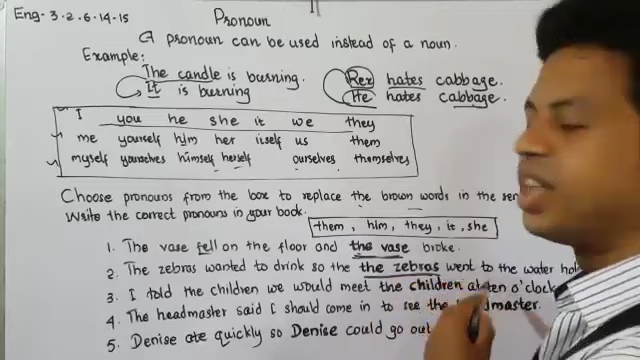 Eng-3.2.6.14-15
Pronoun
A pronoun can be used instead of a noun.
Example:
The candle is burning.
It is burning
Rex hates cabbage.
He hates cabbage.
I you he she it we they
me yourself him her itself us them
myself yourselves himself herself ourselves themselves
Choose pronouns from the box to replace the brown words in the
Write the correct pronouns in your book.
them, him, they, it, she
1. The vase fell on the floor and the vase broke.
2. The zebras wanted to drink so the the zebras went to the water
3. I told the children we would meet the children at ten o'clock
4. The headmaster said I should come in to see the headmaster.
5. Denise ate quickly so Denise could go out